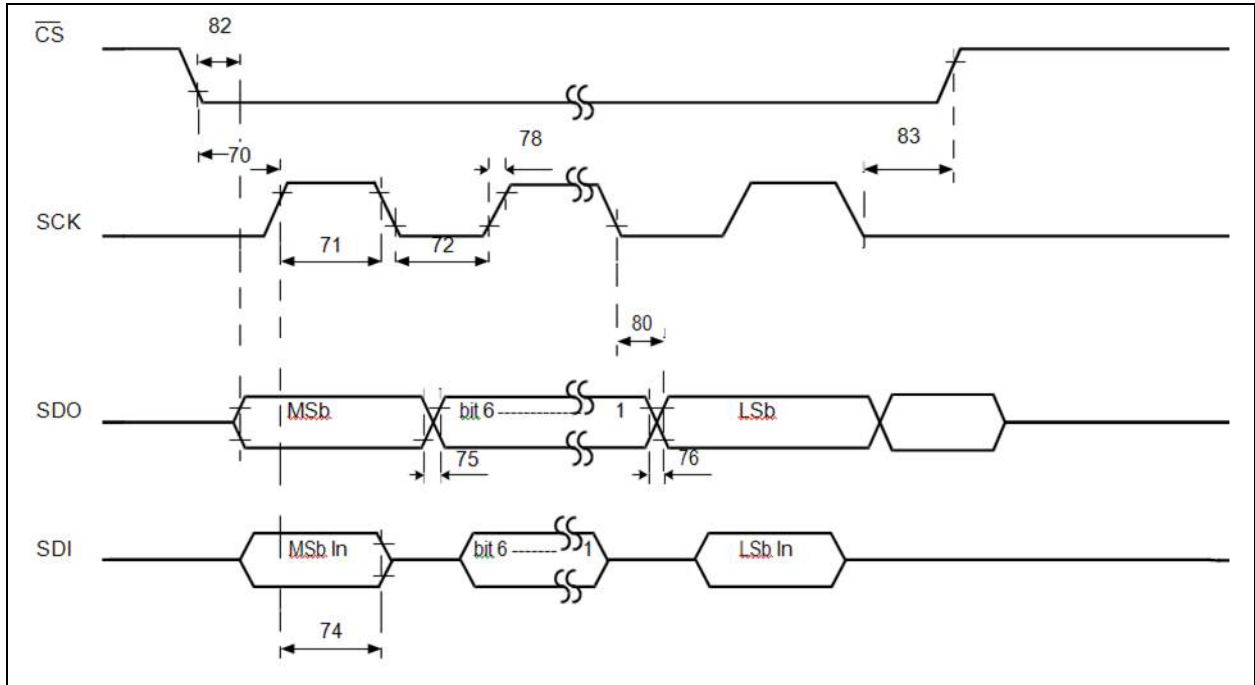 CS
82
70
78
83
SCK
71
72
80
SDO
MSb
bit 6 ---------- 1
LSb
75
76
SDI
MSb In
bit 6 ------- 1
LSb In
74